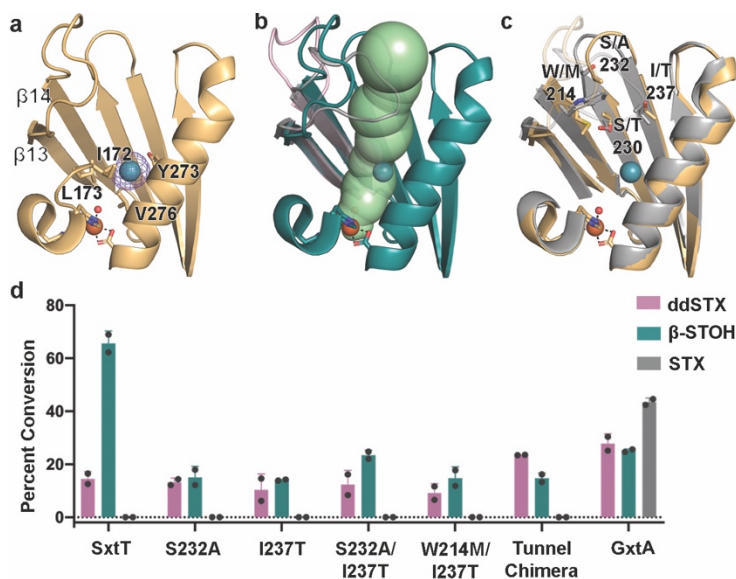 a
β14
β13
I172
L173
Y273
V276
b
c
S/A
232
W/M
214
I/T
237
S/T
230
d
Percent Conversion
80
60
40
20
0
ddSTX
β-STOH
STX
SxtT
S232A
I237T
S232A/
I237T
W214M/
I237T
Tunnel
Chimera
GxtA